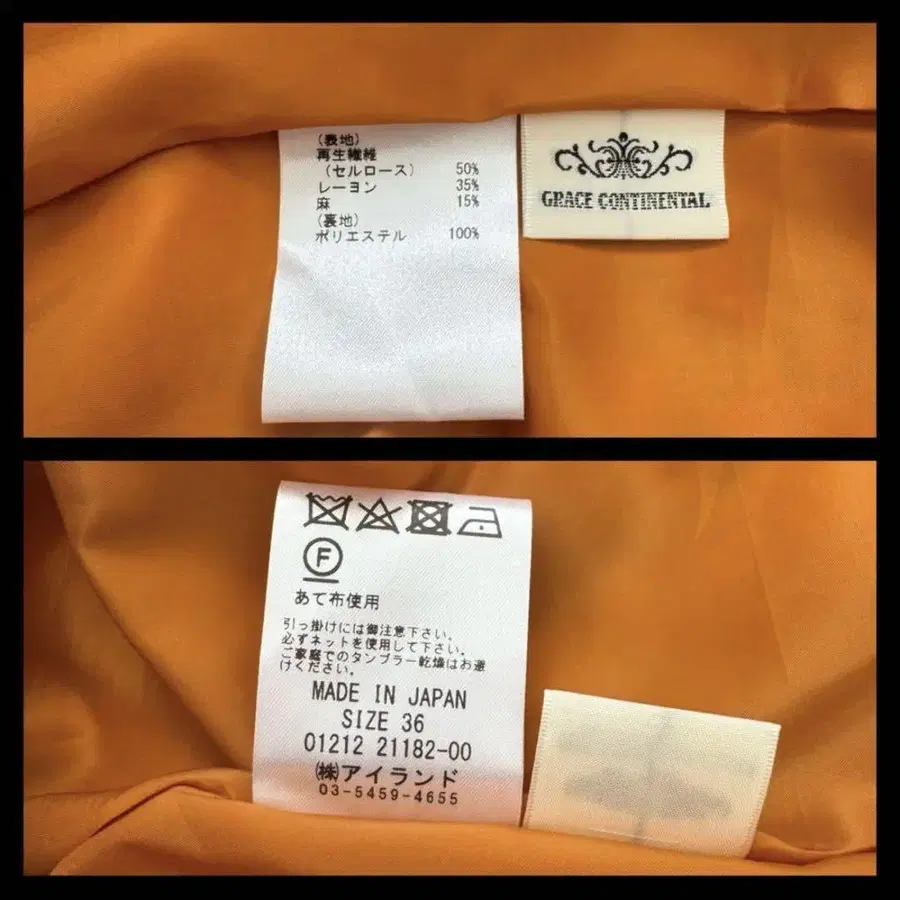 (裏地)
再生繊維
(セルロース) 50%
レーヨン 35%
麻 15%
(裏地)
ポリエステル 100%
GRACE CONTINENTAL
F
あて布使用
引っ掛けには御注意下さい。
必ずネットを使用して下さい。
ご家庭でのタンブラー乾燥はお避
けください。
MADE IN JAPAN
SIZE 36
01212 21182-00
(株)アイランド
03-5459-4655